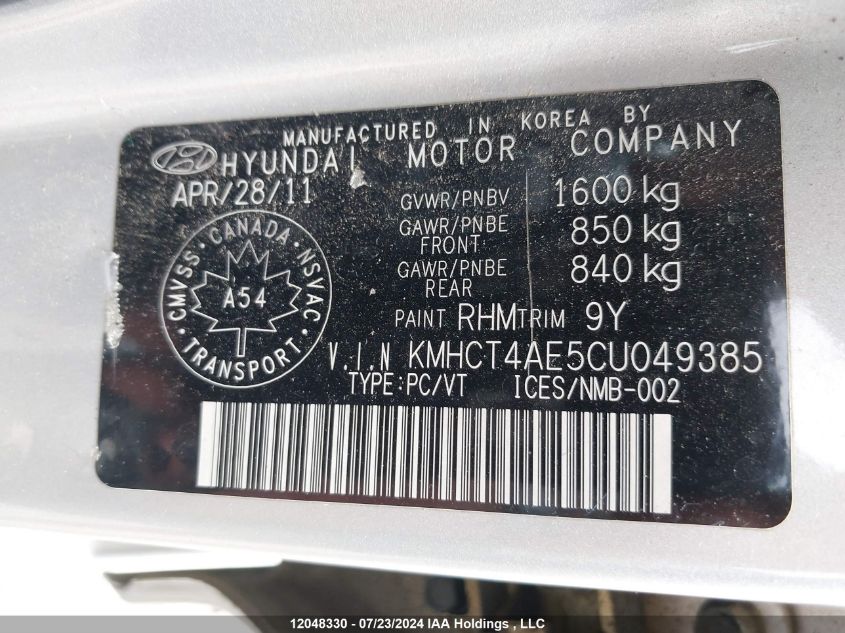 MANUFACTURED IN KOREA BY
HYUNDAI MOTOR COMPANY
APR/28/11
GVWR/PNBV 1600 kg
GAWR/PNBE FRONT 850 kg
GAWR/PNBE REAR 840 kg
CMVSS · CANADA · NSVAC
A54
· TRANSPORT ·
PAINT RHM TRIM 9Y
V.I.N KMHCT4AE5CU049385
TYPE:PC/VT ICES/NMB-002
12048330 - 07/23/2024 IAA Holdings , LLC